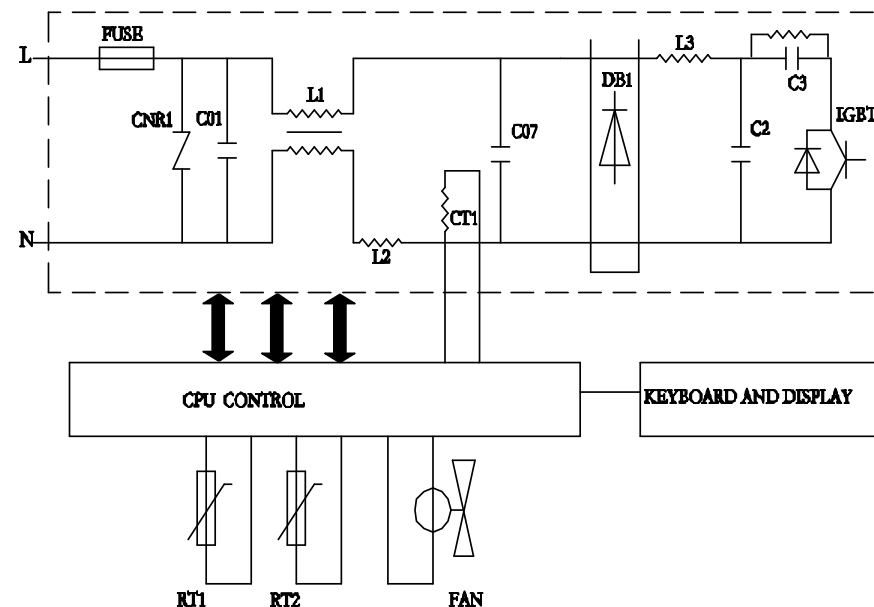 FUSE
L
L1
L3
C3
CNR1
C01
C07
DB1
C2
IGBT
CT1
N
L2
CPU CONTROL
KEYBOARD AND DISPLAY
RT1
RT2
FAN